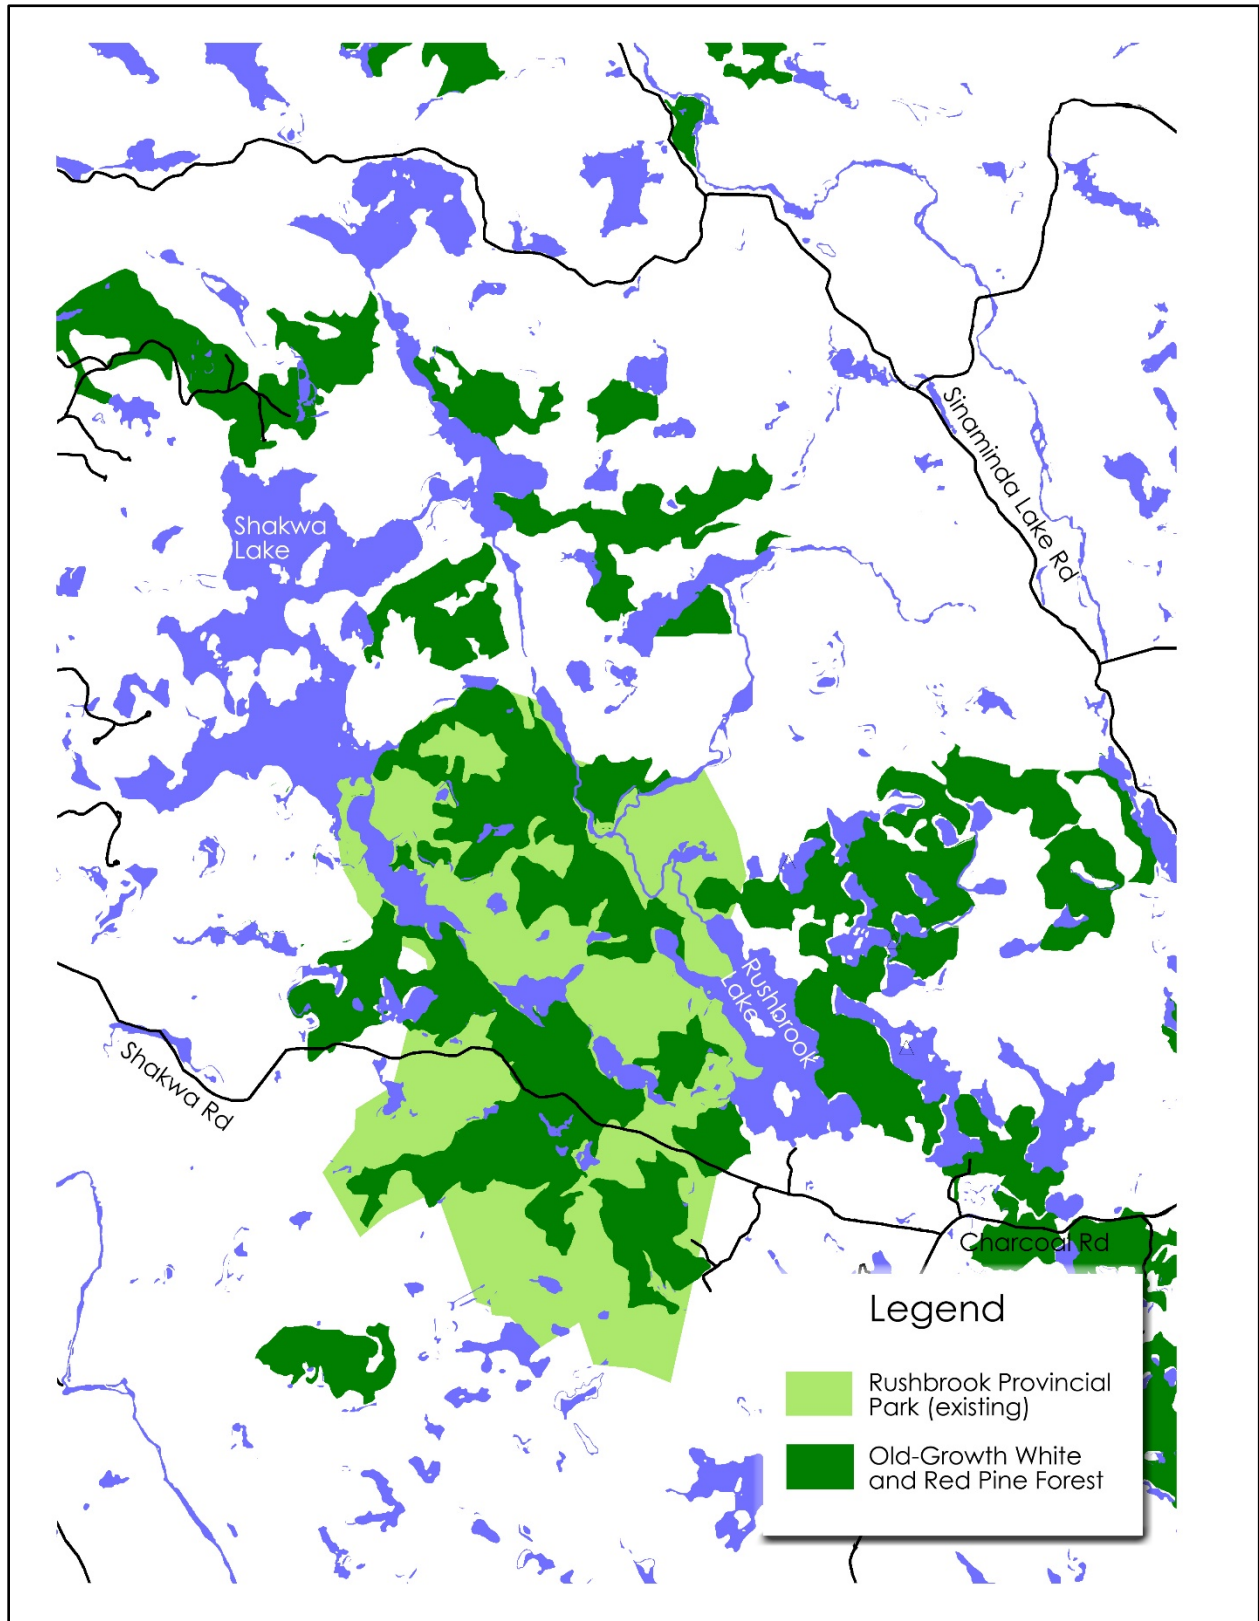 Sinaminda Lake Rd
Shakwa
Lake
Rushbrook
Lake
Shakwa Rd
Charcoal Rd
Legend
Rushbrook Provincial
Park (existing)
Old-Growth White
and Red Pine Forest